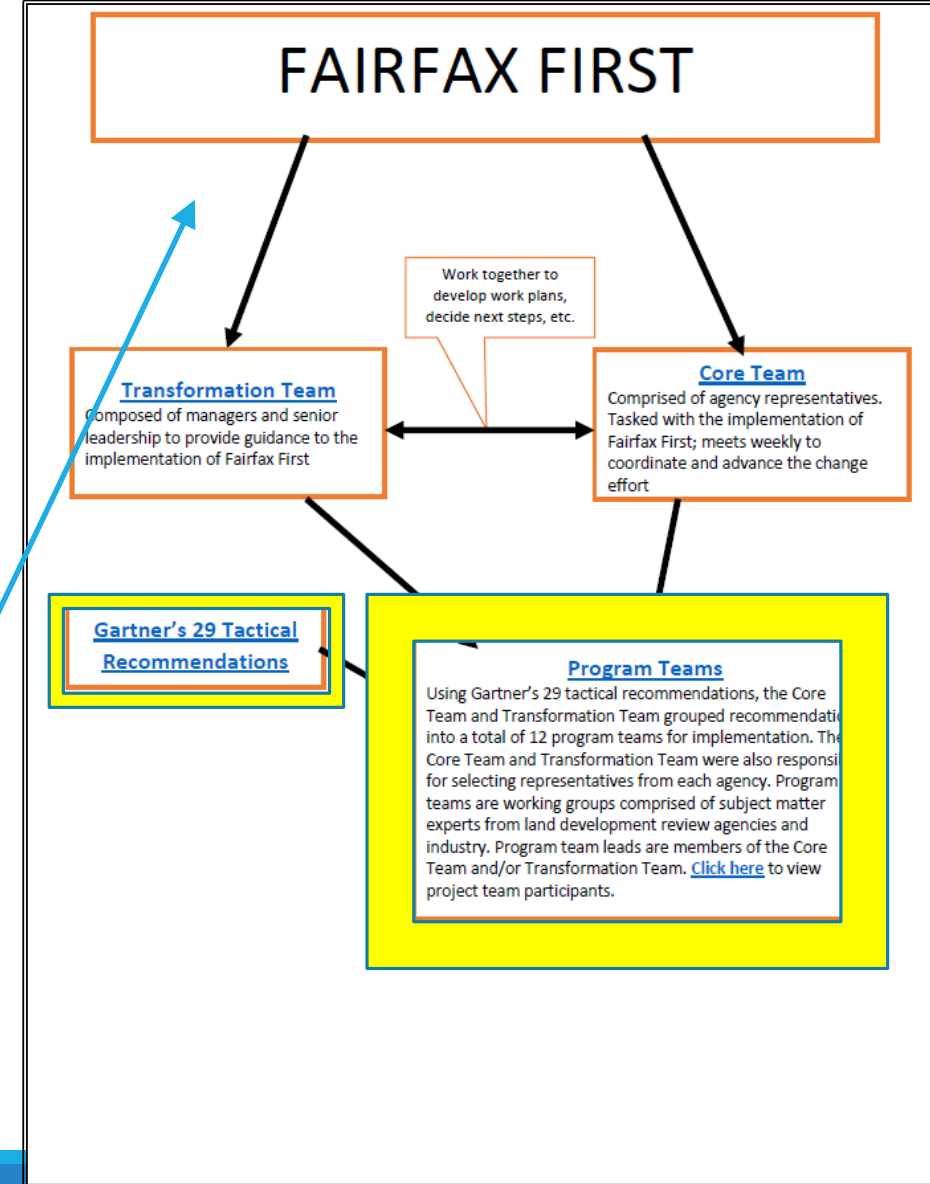 FAIRFAX FIRST
Work together to
develop work plans,
decide next steps, etc.
Transformation Team
Composed of managers and senior
leadership to provide guidance to the
implementation of Fairfax First
Core Team
Comprised of agency representatives.
Tasked with the implementation of
Fairfax First; meets weekly to
coordinate and advance the change
effort
Gartner's 29 Tactical
Recommendations
Program Teams
Using Gartner's 29 tactical recommendations, the Core
Team and Transformation Team grouped
into a total of 12 program teams for implementation.
Core Team and Transformation Team were also
for selecting representatives from each agency. Program
teams are working groups comprised of subject matter
experts from land development review agencies and
industry. Program team leads are members of the Core
Team and/or Transformation Team. Click here to view
project team participants.